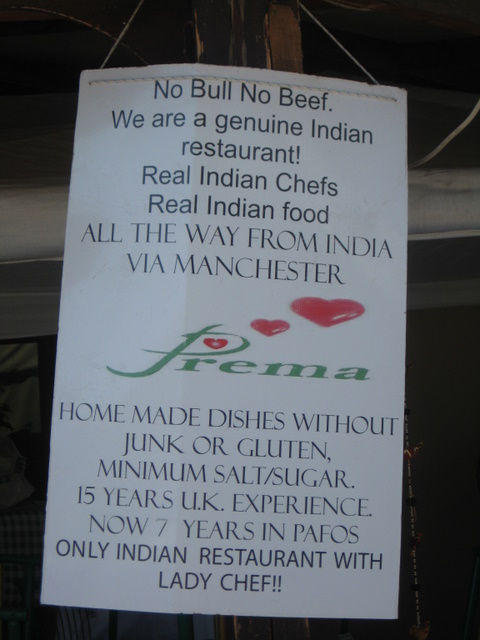 No Bull No Beef.
We are a genuine Indian
restaurant!
Real Indian Chefs
Real Indian food
ALL THE WAY FROM INDIA
VIA MANCHESTER
Prema
HOME MADE DISHES WITHOUT
JUNK OR GLUTEN,
MINIMUM SALT/SUGAR.
15 YEARS U.K. EXPERIENCE.
NOW 7 YEARS IN PAFOS
ONLY INDIAN RESTAURANT WITH
LADY CHEF!!